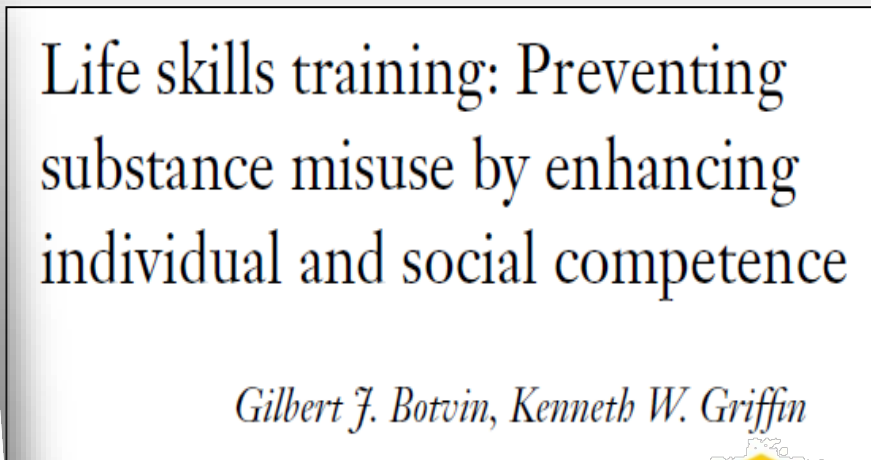 Life skills training: Preventing
substance misuse by enhancing
individual and social competence
Gilbert J. Botvin, Kenneth W. Griffin